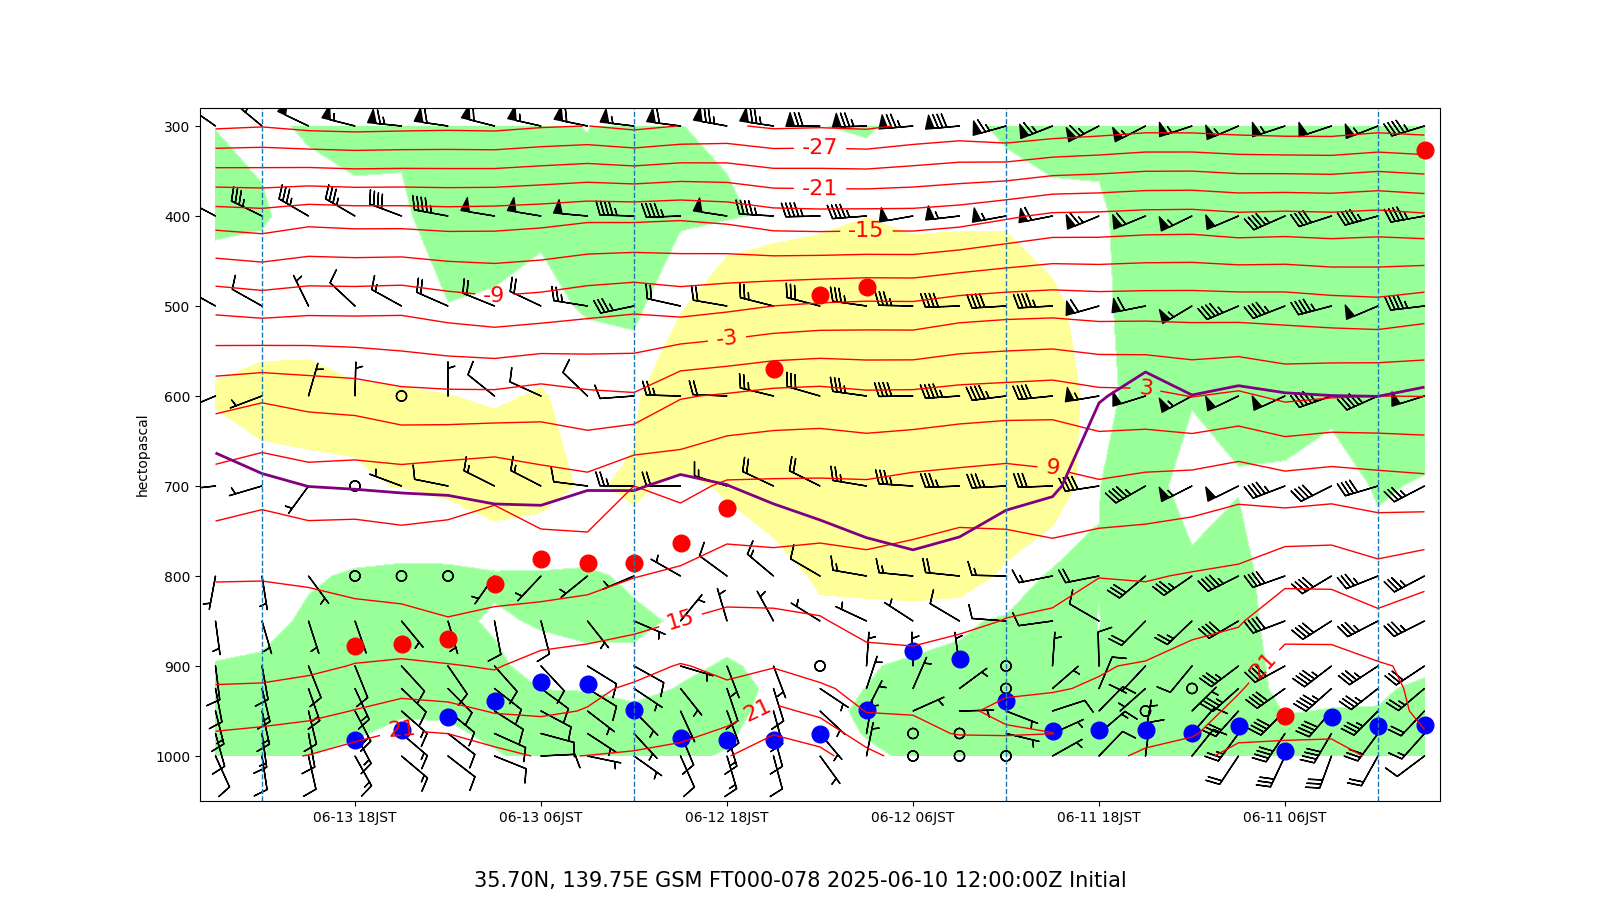 300
400
500
600
700
800
900
1000
hectopascal
-27
-21
-15
-9
-3
3
9
15
21
21
21
06-13 18JST
06-13 06JST
06-12 18JST
06-12 06JST
06-11 18JST
06-11 06JST
35.70N, 139.75E GSM FT000-078 2025-06-10 12:00:00Z Initial